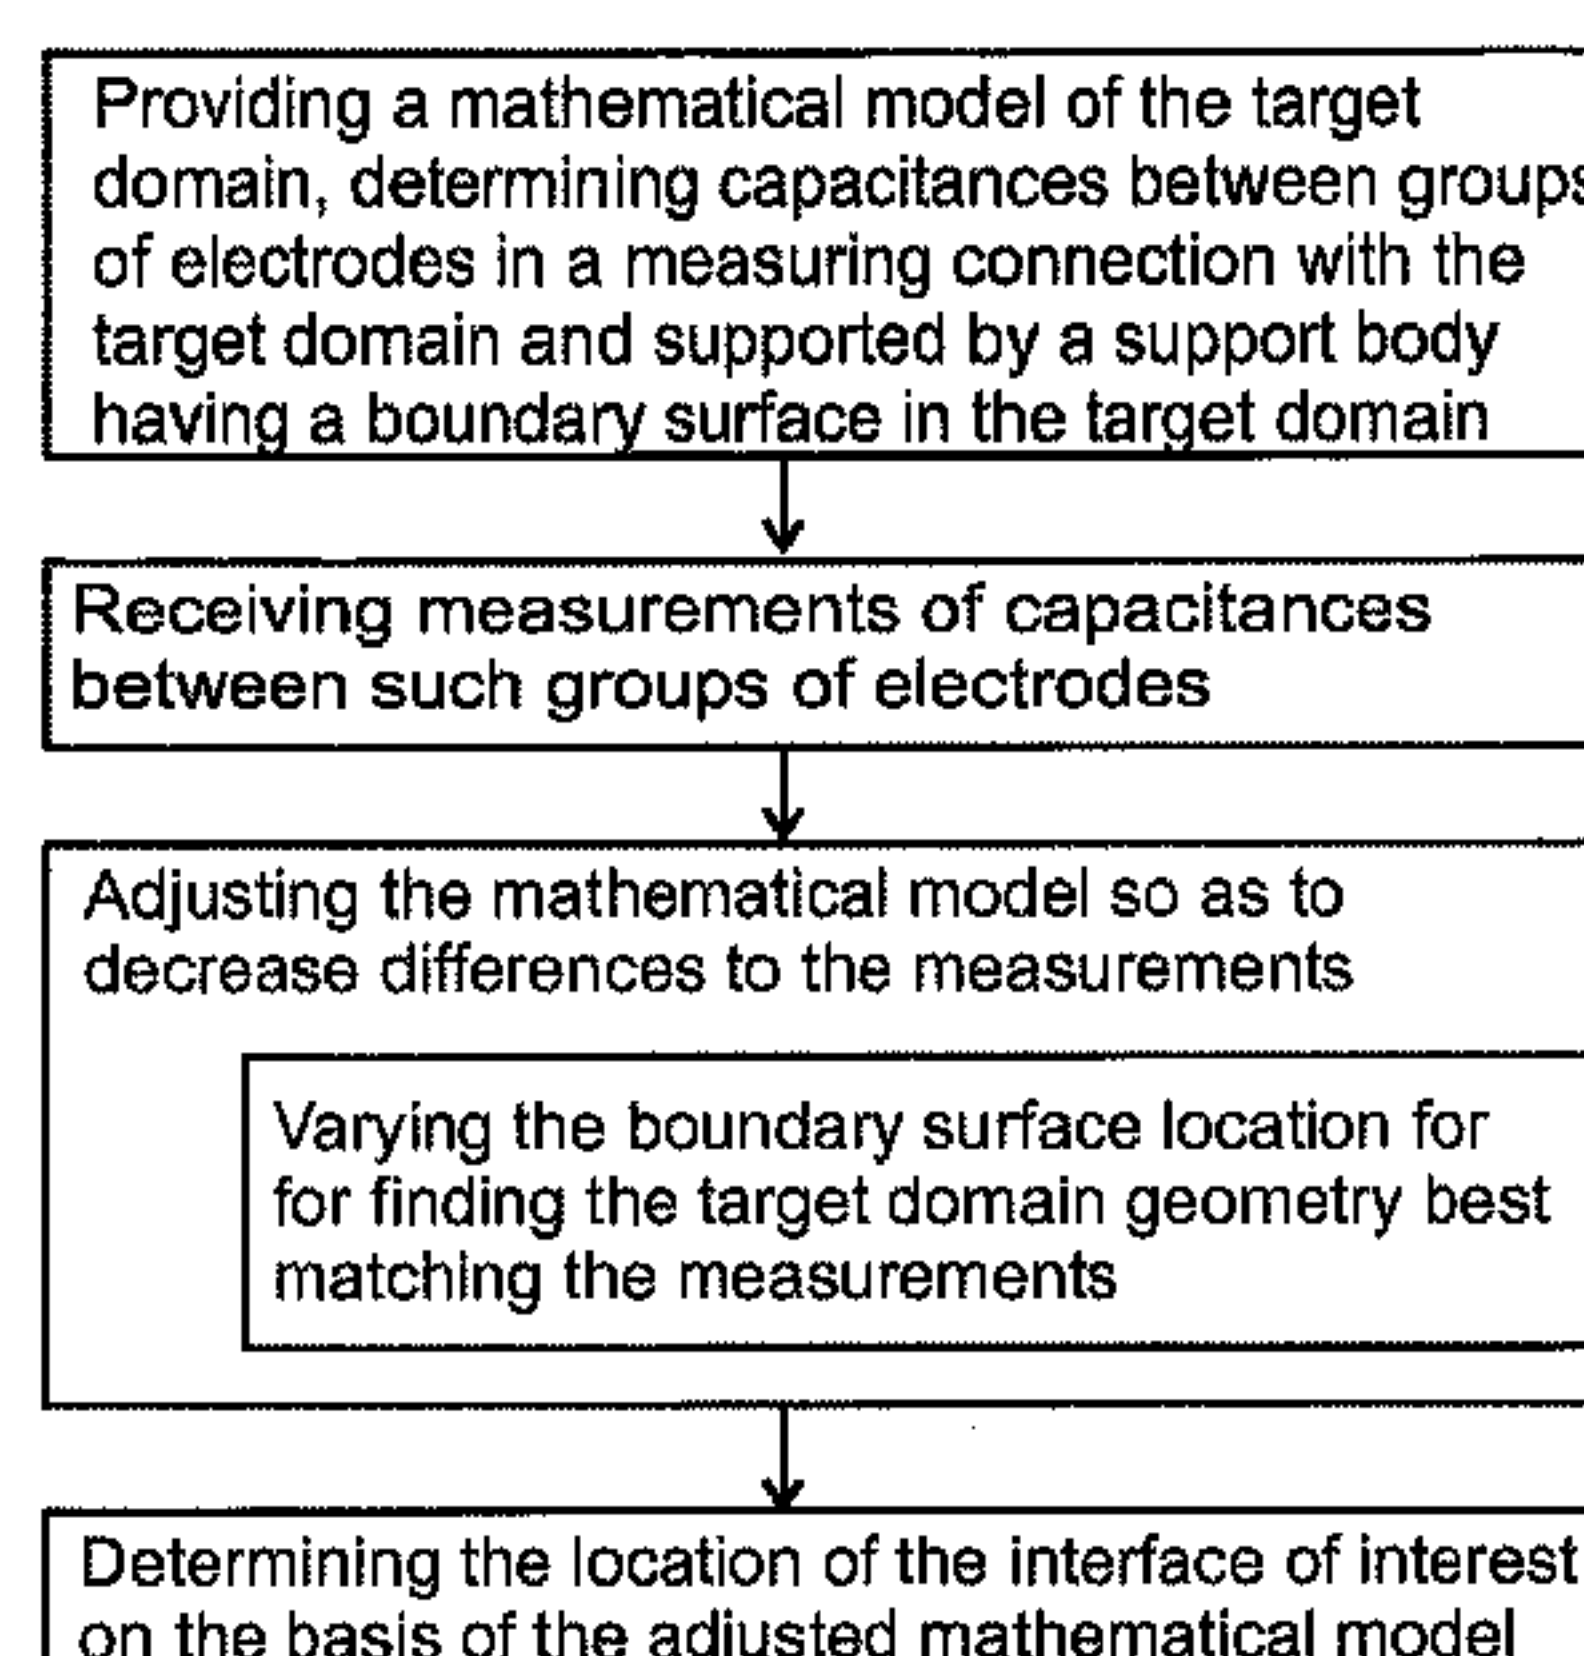 Providing a mathematical model of the target
domain, determining capacitances between groups
of electrodes in a measuring connection with the
target domain and supported by a support body
having a boundary surface in the target domain
Receiving measurements of capacitances
between such groups of electrodes
Adjusting the mathematical model so as to
decrease differences to the measurements
Varying the boundary surface location for
for finding the target domain geometry best
matching the measurements
Determining the location of the interface of interest
on the basis of the adjusted mathematical model